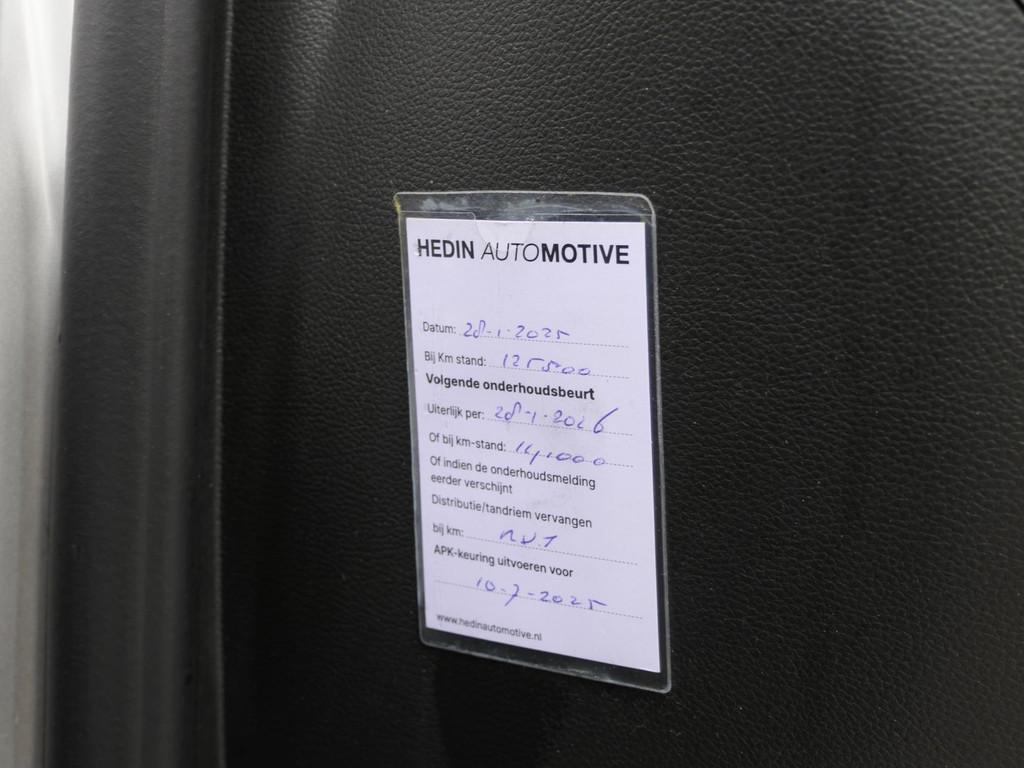 HEDIN AUTOMOTIVE
Datum: 28-1-2025
Bij Km stand: 125500
Volgende onderhoudsbeurt
Uiterlijk per: 28-1-2026
Of bij km-stand:
Of indien de onderhoudsmelding
eerder verschijnt
Distributie/tandriem vervangen
bij km: NVT
APK-keuring uitvoeren voor
10-7-2025
www.hedinautomotive.nl